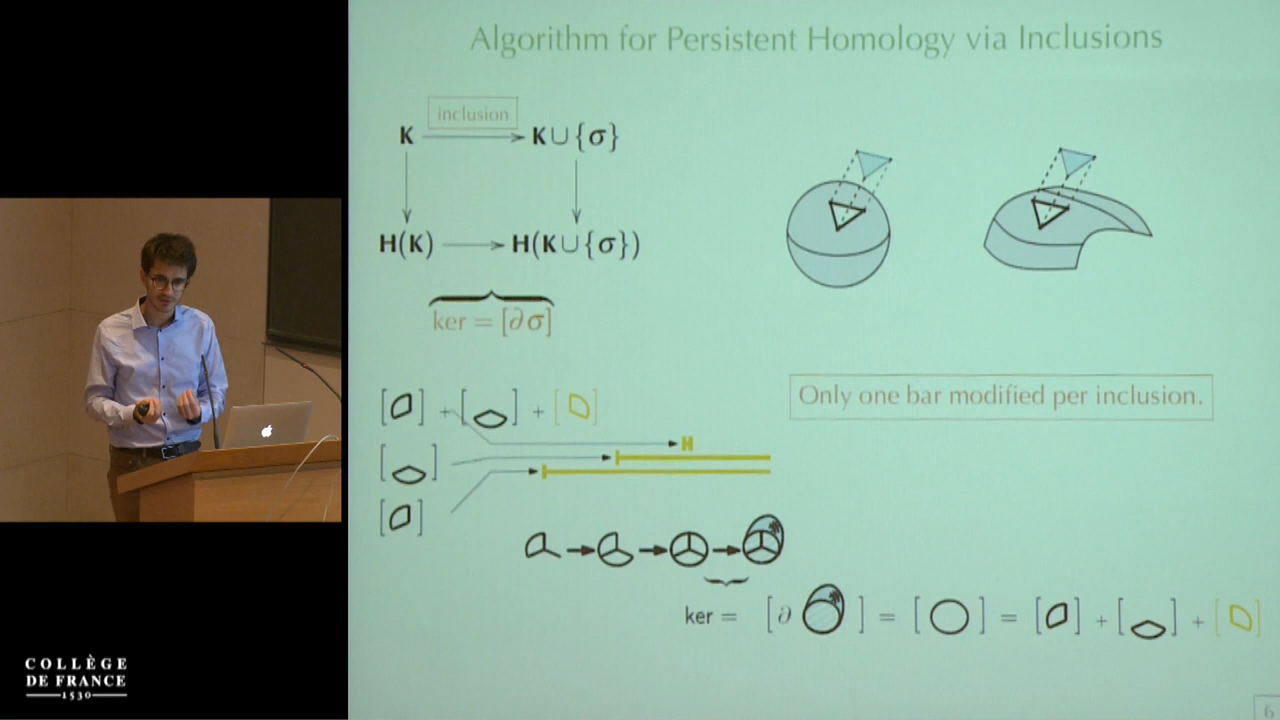 Algorithm for Persistent Homology via Inclusions
inclusion
K K∪{σ}
H(K) H(K∪{σ})
ker = [∂σ]
Only one bar modified per inclusion.
[ ] + [ ] + [ ]
[ ]
[ ]
ker = [∂ ] = [ ] = [ ] + [ ] + [ ]
6
COLLÈGE
DE FRANCE
1530